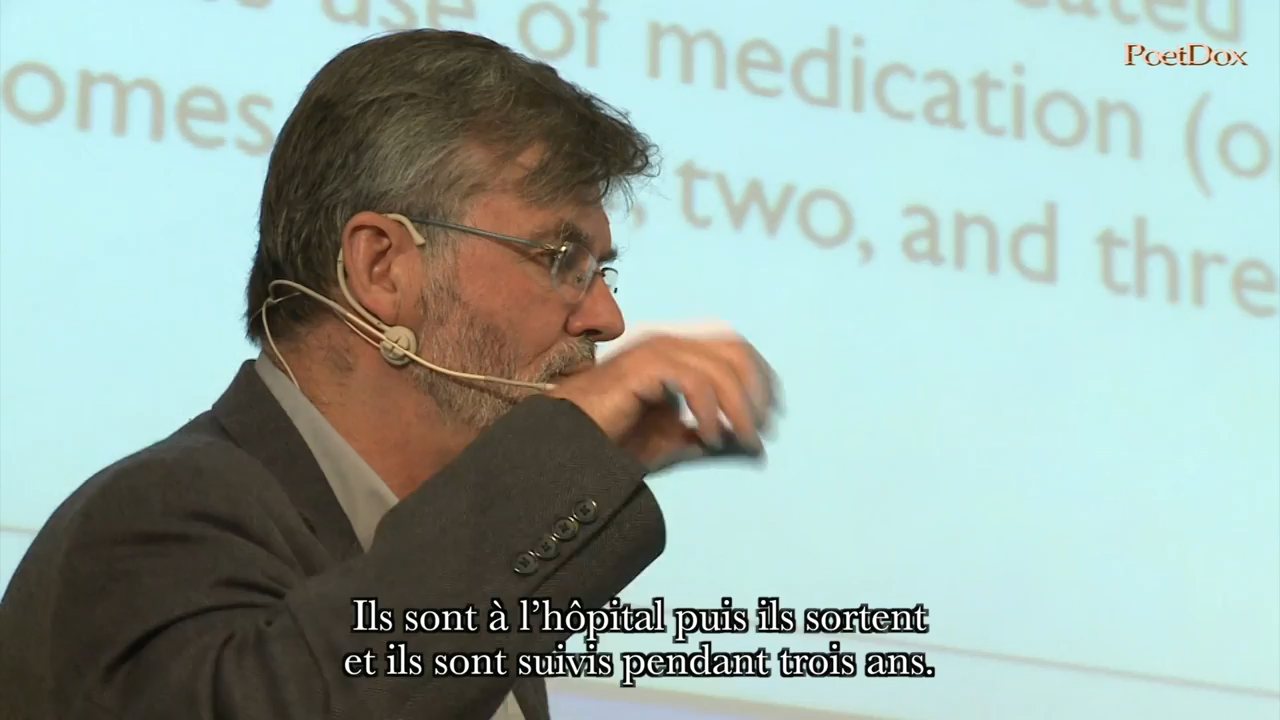 use of medication (o
omes
, two, and thre
PoetDox
Ils sont à l'hôpital puis ils sortent
et ils sont suivis pendant trois ans.